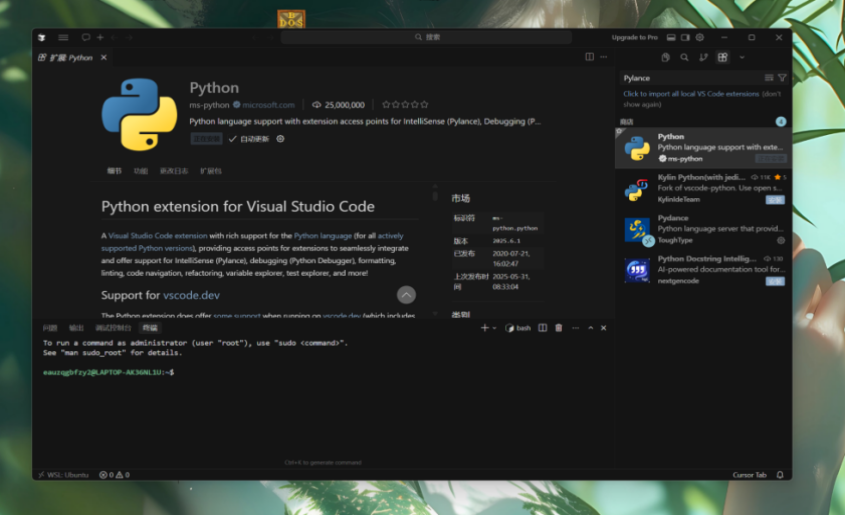 DOS
搜索
Upgrade to Pro
扩展: Python
Python
ms-python
microsoft.com
25,000,000
Python language support with extension access points for IntelliSense (Pylance), Debugging (P...
自动更新
细节 功能 更改日志 扩展包
Python extension for Visual Studio Code
A Visual Studio Code extension with rich support for the Python language (for all actively
supported Python versions), providing access points for extensions to seamlessly integrate
and offer support for IntelliSense (Pylance), debugging (Python Debugger), formatting,
linting, code navigation, refactoring, variable explorer, test explorer, and more!
Support for vscode.dev
The Python extension does offer some support when running on vscode.dev (which includes
市场
标识符 ms-python.python
版本 2025.6.1
已发布 2020-07-21, 16:02:47
上次发布时间 2025-05-31, 08:33:04
类别
Pylance
Click to import all local VS Code extensions (don't
show again)
商店
4
Python
Python language support with exte...
ms-python
Kylin Python(with jedi... 11K 5
Fork of vscode-python. Use open s...
KylinIdeTeam
安装
Pydance
Python language server that provid...
ToughType
Python Docstring Intellig... 130
AI-powered documentation tool for...
nextgencode
安装
问题 输出 调试控制台 终端
bash
To run a command as administrator (user "root"), use "sudo <command>".
See "man sudo_root" for details.
eauzqgbfzy2@LAPTOP-AK36NL1U:~$
Ctrl+K to generate command
WSL: Ubuntu 0 0
Cursor Tab